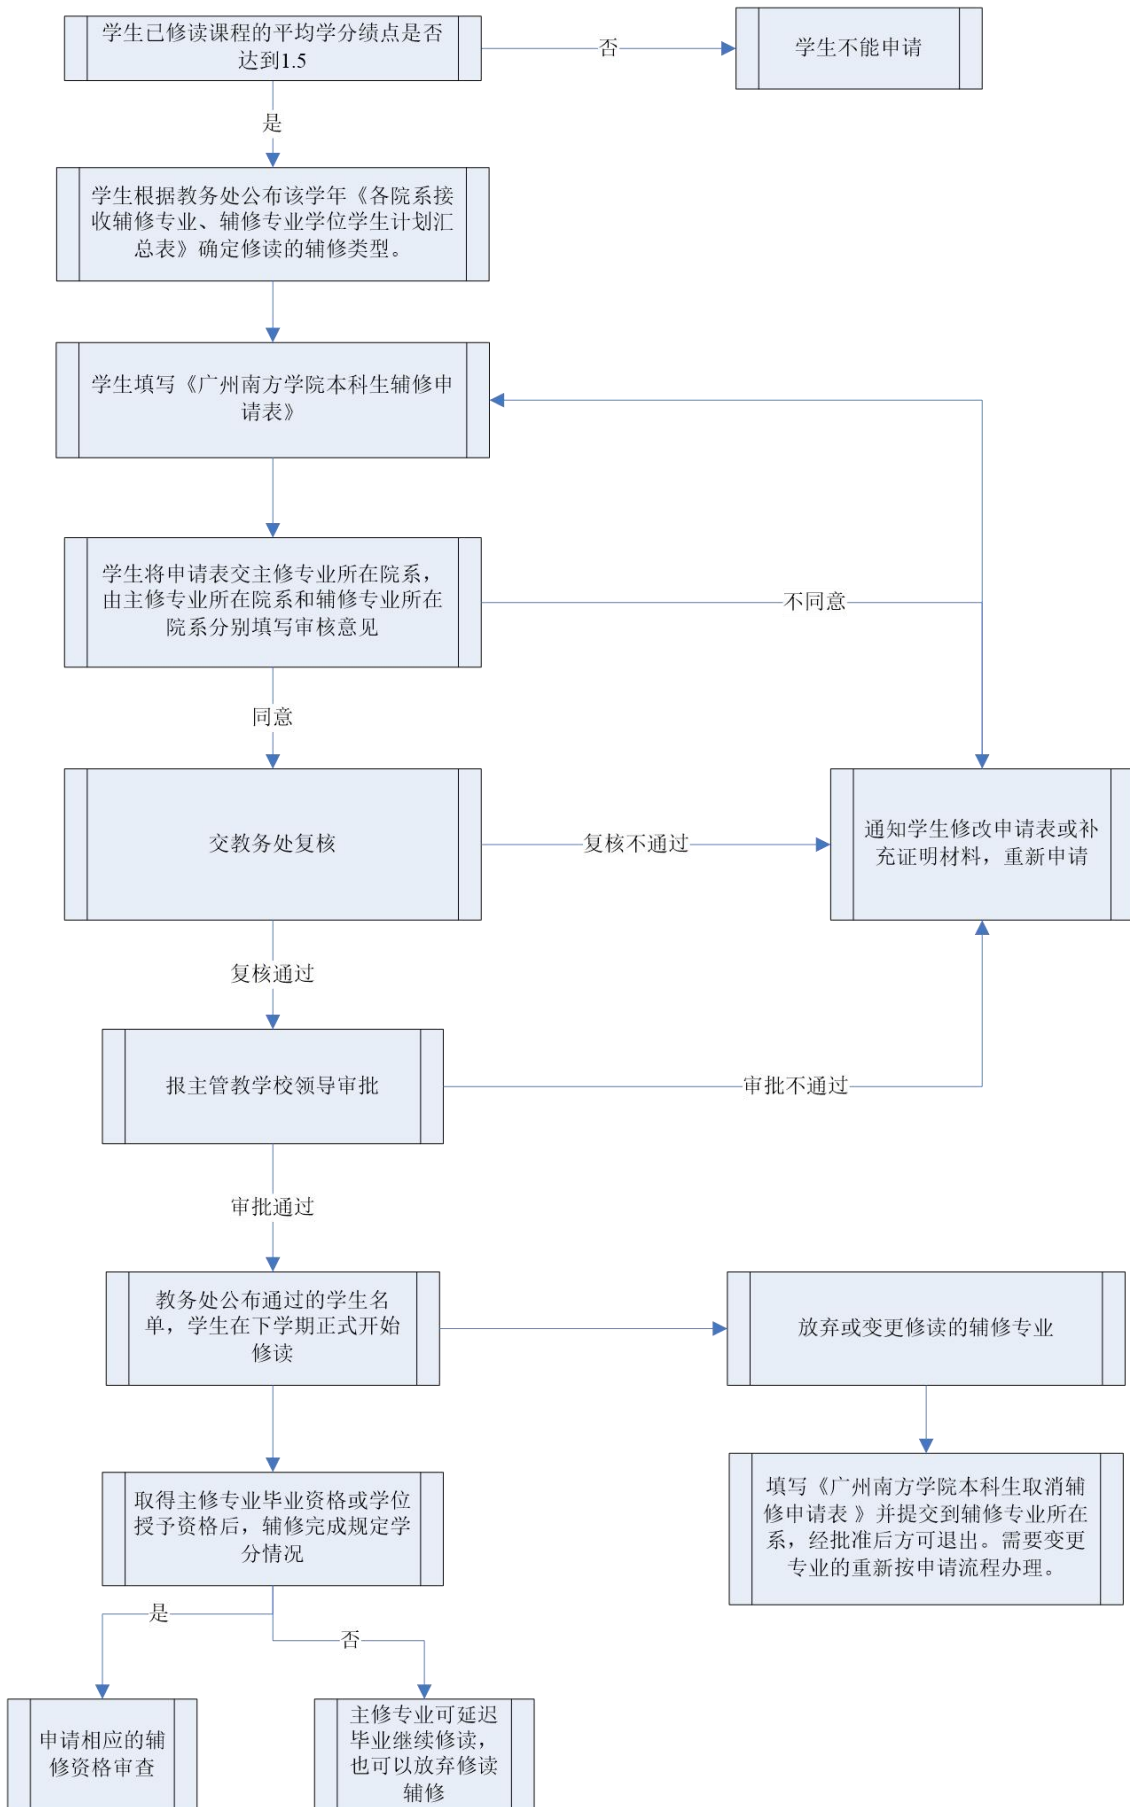 学生已修读课程的平均学分绩点是否
达到1.5
否
学生不能申请
是
学生根据教务处公布该学年《各院系接
收辅修专业、辅修专业学位学生计划汇
总表》确定修读的辅修类型。
学生填写《广州南方学院本科生辅修申
请表》
学生将申请表交主修专业所在院系，
由主修专业所在院系和辅修专业所在
院系分别填写审核意见
不同意
同意
交教务处复核
复核不通过
通知学生修改申请表或补
充证明材料，重新申请
复核通过
报主管教学校领导审批
审批不通过
审批通过
教务处公布通过的学生名
单，学生在下学期正式开始
修读
放弃或变更修读的辅修专业
填写《广州南方学院本科生取消辅
修申请表 》并提交到辅修专业所在
系，经批准后方可退出。需要变更
专业的重新按申请流程办理。
取得主修专业毕业资格或学位
授予资格后，辅修完成规定学
分情况
是
否
申请相应的辅
修资格审查
主修专业可延迟
毕业继续修读，
也可以放弃修读
辅修